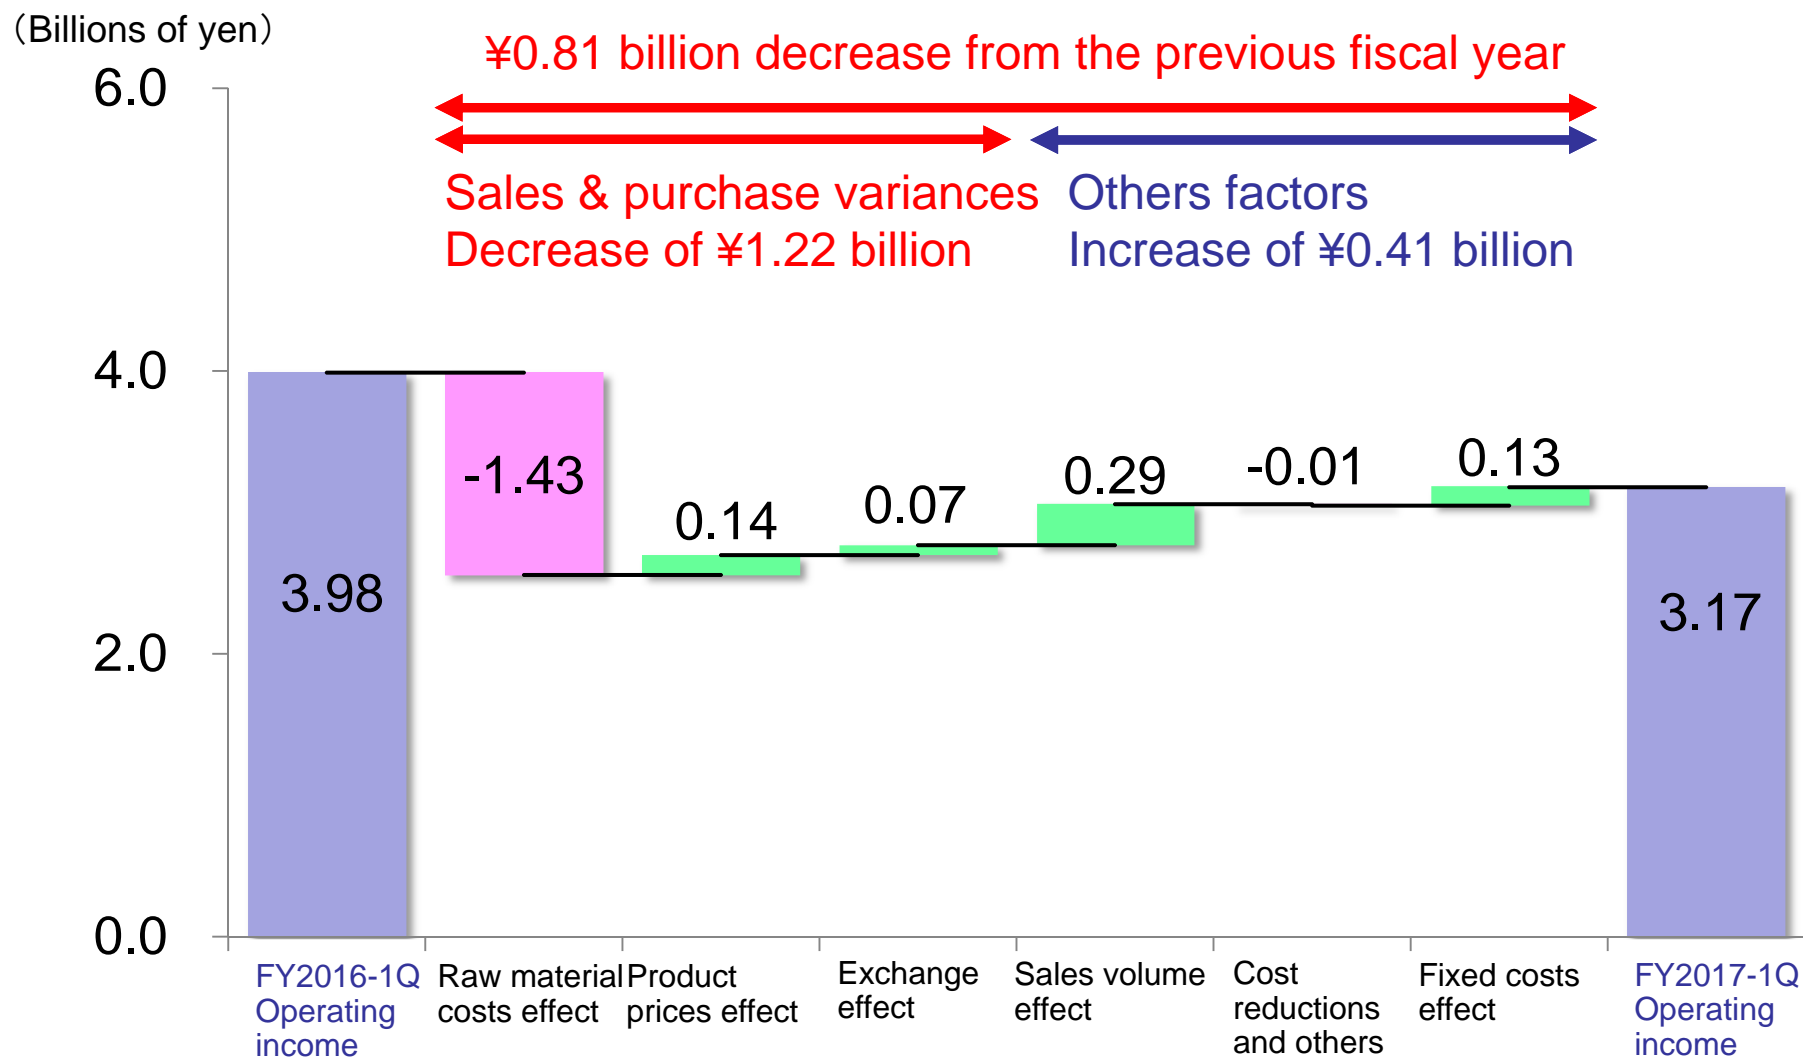 （Billions of yen）
¥0.81 billion decrease from the previous fiscal year
Sales & purchase variances
Decrease of ¥1.22 billion
Others factors
Increase of ¥0.41 billion
6.0
4.0
2.0
0.0
3.98
-1.43
0.14
0.07
0.29
-0.01
0.13
3.17
FY2016-1Q
Operating
income
Raw material
costs effect
Product
prices effect
Exchange
effect
Sales volume
effect
Cost
reductions
and others
Fixed costs
effect
FY2017-1Q
Operating
income